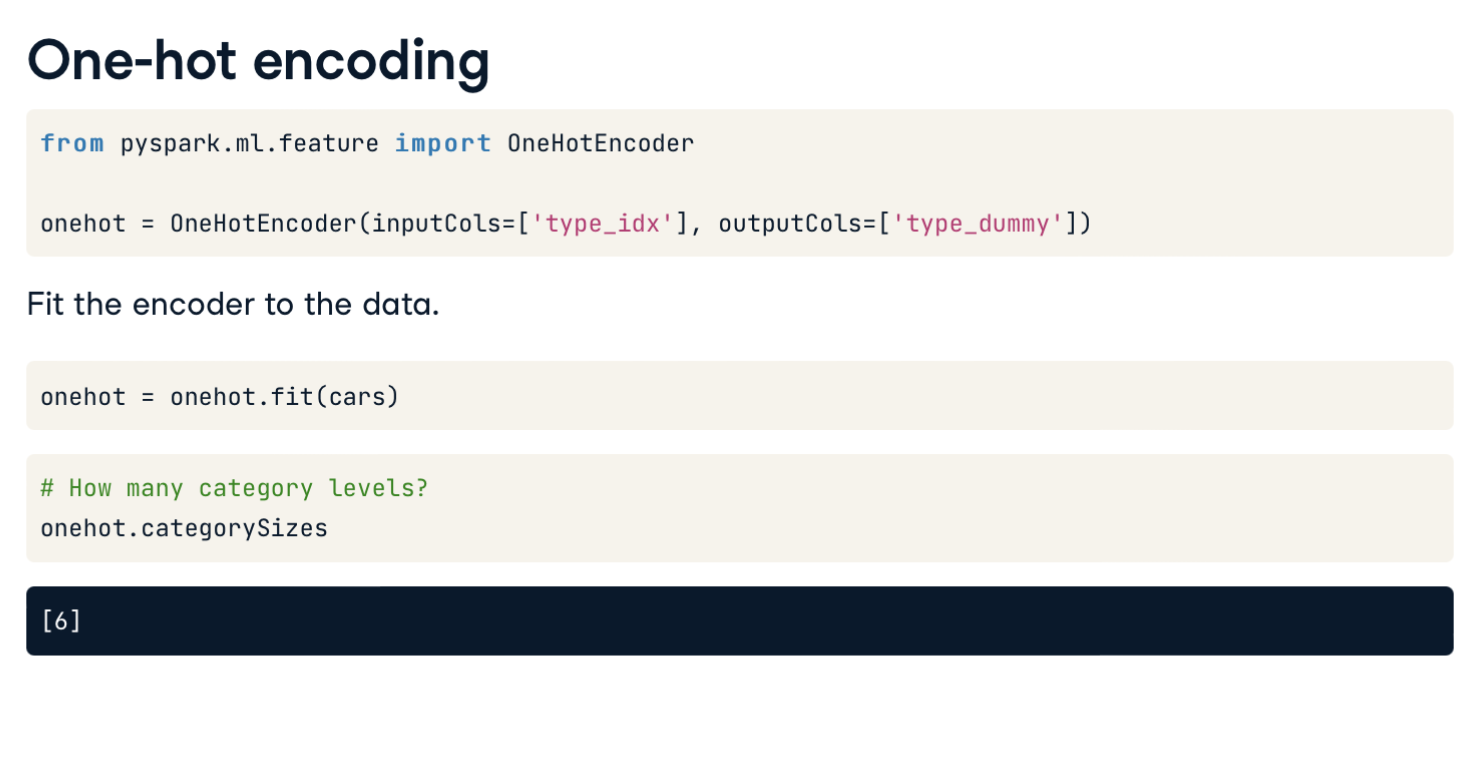 One-hot encoding
from pyspark.ml.feature import OneHotEncoder
onehot = OneHotEncoder(inputCols=['type_idx'], outputCols=['type_dummy'])
Fit the encoder to the data.
onehot = onehot.fit(cars)
# How many category levels?
onehot.categorySizes
[6]